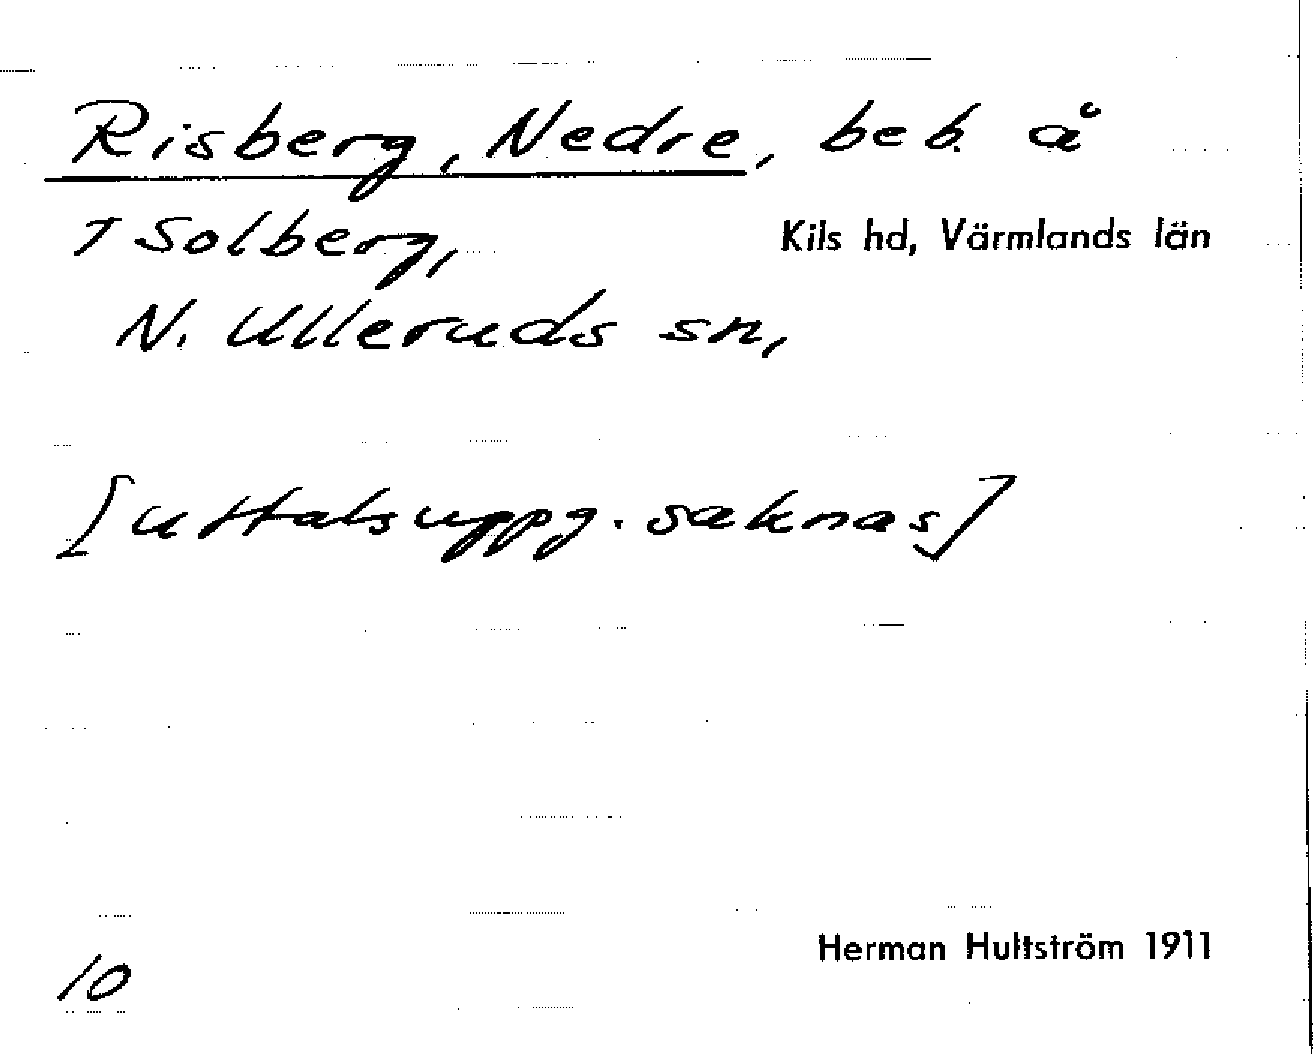 Risberg, Nedre, beb. å
1 Solberg,
Kils hd, Värmlands län
N. Ulleruds sn,
[uttalsuppg. saknas]
Herman Hultström 1911
10